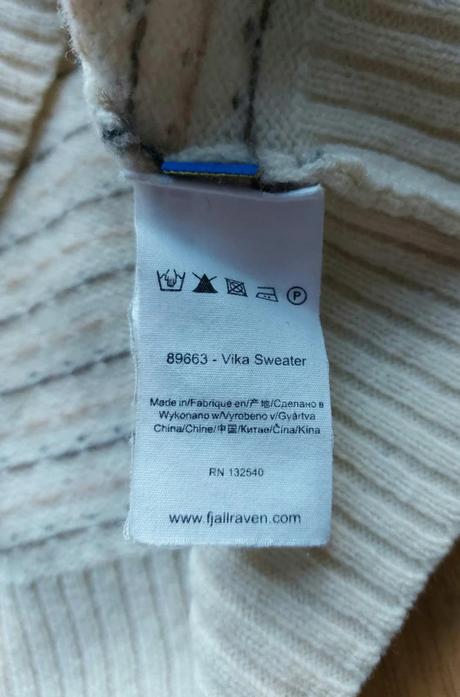 P
89663 - Vika Sweater
Made in/Fabriqué en/产地/Сделано в
Wykonano w/Vyrobeno v/Gyártva
China/Chine/中国/Китае/Čína/Kína
RN 132540
www.fjallraven.com